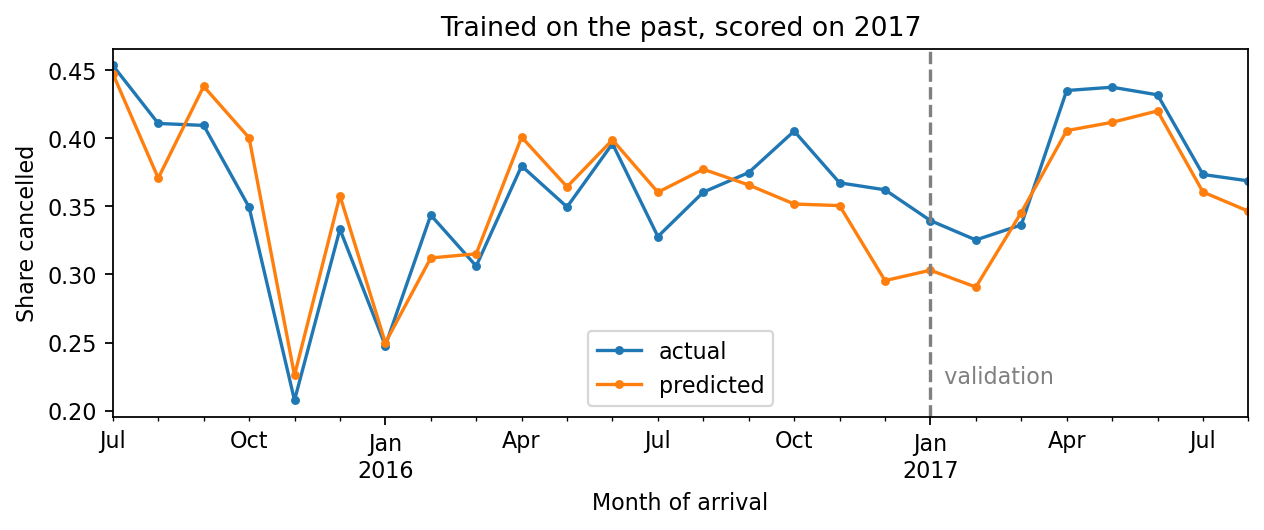 Trained on the past, scored on 2017
Share cancelled
0.45
0.40
0.35
0.30
0.25
0.20
actual
predicted
validation
Jul
Oct
Jan
2016
Apr
Jul
Oct
Jan
2017
Apr
Jul
Month of arrival